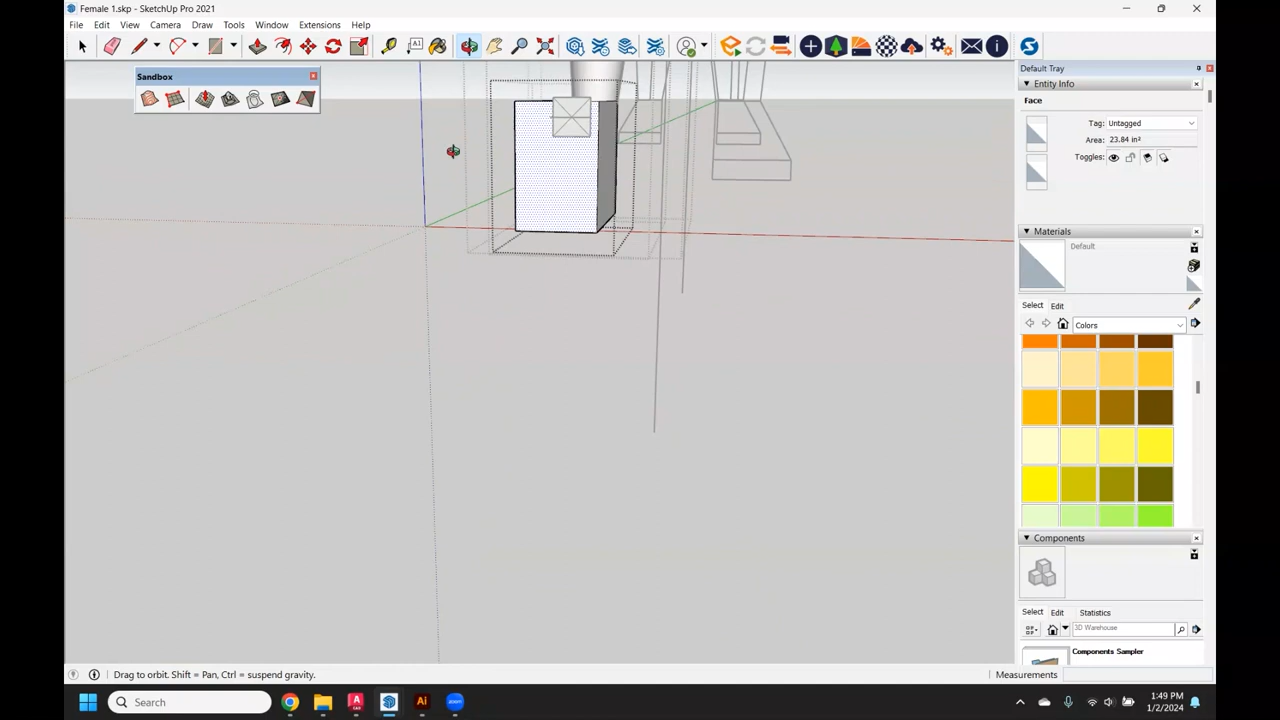 Female 1.skp - SketchUp Pro 2021
File Edit View Camera Draw Tools Window Extensions Help
A1
Sandbox
Default Tray
Entity Info
Face
Tag: Untagged
Area: 23.84 in²
Toggles:
Materials
Default
Select Edit
Colors
Components
Select Edit Statistics
3D Warehouse
Components Sampler
Drag to orbit. Shift = Pan, Ctrl = suspend gravity.
Measurements
Search
Ai
zoom
1:49 PM
1/2/2024